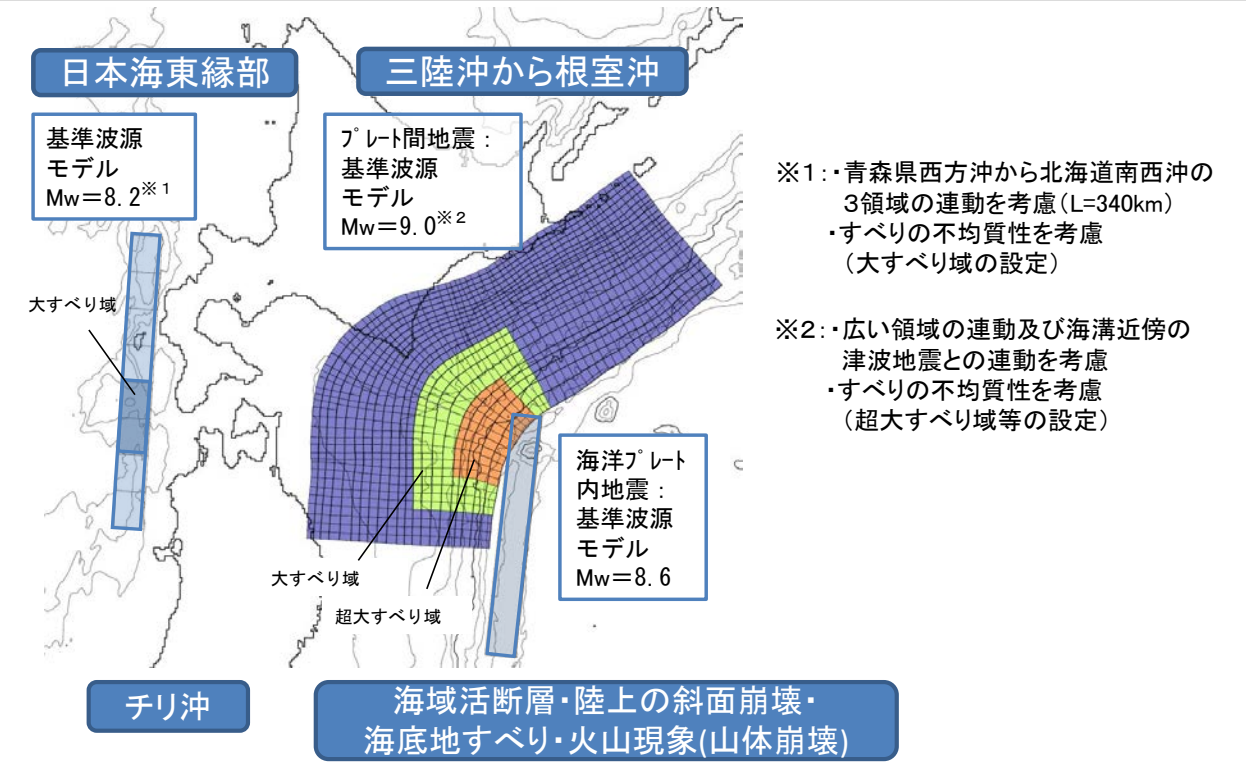 日本海東縁部
三陸沖から根室沖
基準波源
モデル
Mw＝8.2※１
プレート間地震：
基準波源
モデル
Mw＝9.0※２
大すべり域
※１：・青森県西方沖から北海道南西沖の
３領域の連動を考慮（L=340km）
・すべりの不均質性を考慮
（大すべり域の設定）
※２：・広い領域の連動及び海溝近傍の
津波地震との連動を考慮
・すべりの不均質性を考慮
（超大すべり域等の設定）
海洋プレート
内地震：
基準波源
モデル
Mw＝8.6
大すべり域
超大すべり域
チリ沖
海域活断層・陸上の斜面崩壊・
海底地すべり・火山現象(山体崩壊)